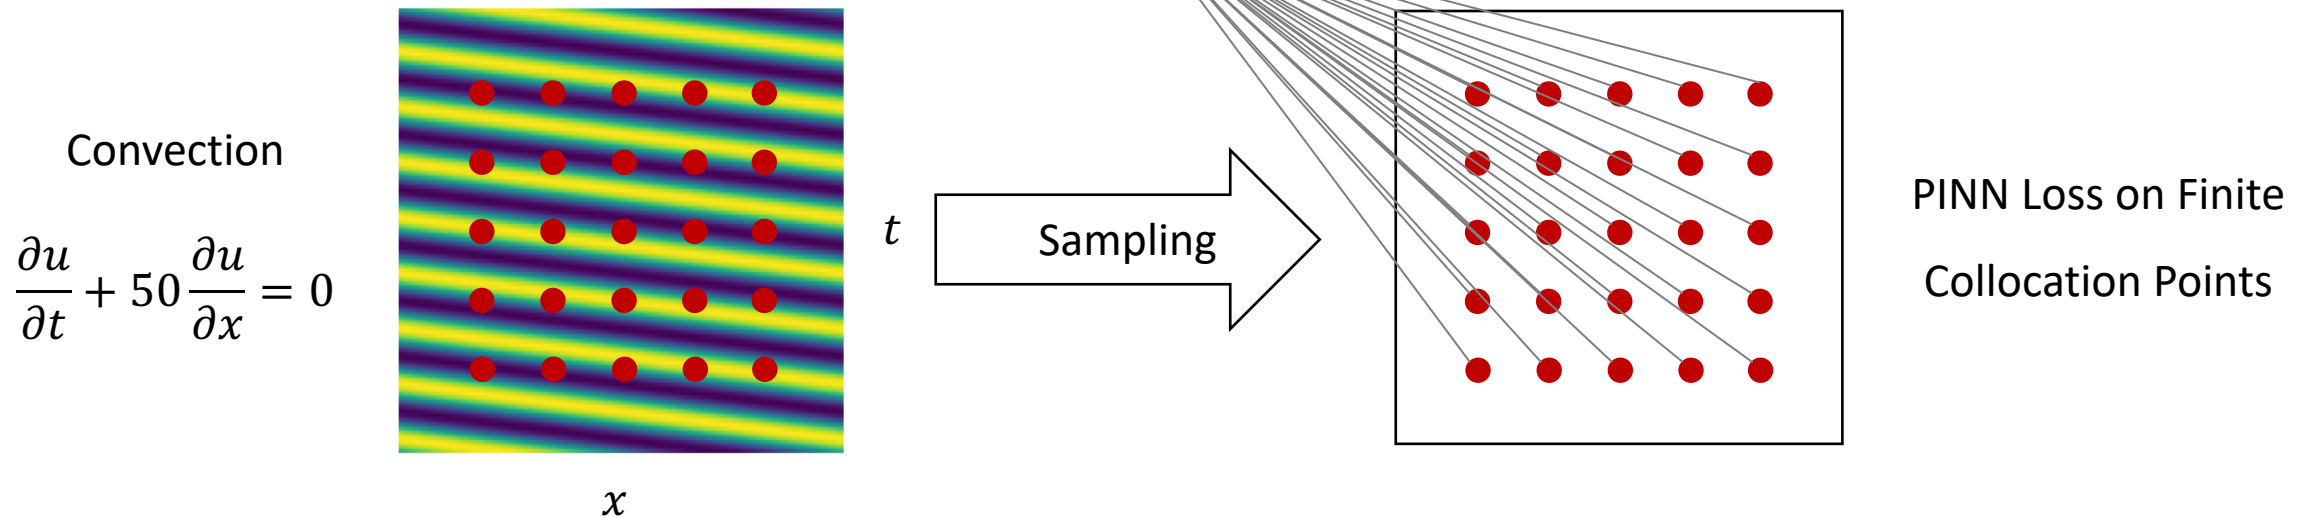 Convection
∂u/∂t + 50 ∂u/∂x = 0
x
t
Sampling
PINN Loss on Finite
Collocation Points